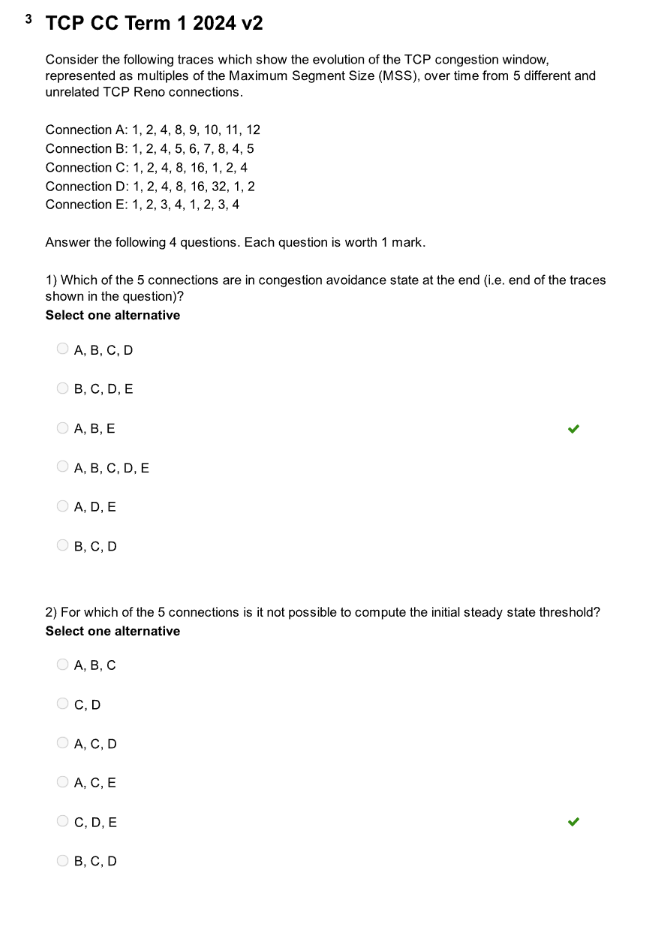 3 TCP CC Term 1 2024 v2
Consider the following traces which show the evolution of the TCP congestion window,
represented as multiples of the Maximum Segment Size (MSS), over time from 5 different and
unrelated TCP Reno connections.
Connection A: 1, 2, 4, 8, 9, 10, 11, 12
Connection B: 1, 2, 4, 5, 6, 7, 8, 4, 5
Connection C: 1, 2, 4, 8, 16, 1, 2, 4
Connection D: 1, 2, 4, 8, 16, 32, 1, 2
Connection E: 1, 2, 3, 4, 1, 2, 3, 4
Answer the following 4 questions. Each question is worth 1 mark.
1) Which of the 5 connections are in congestion avoidance state at the end (i.e. end of the traces
shown in the question)?
Select one alternative
A, B, C, D
B, C, D, E
A, B, E
A, B, C, D, E
A, D, E
B, C, D
2) For which of the 5 connections is it not possible to compute the initial steady state threshold?
Select one alternative
A, B, C
C, D
A, C, D
A, C, E
C, D, E
B, C, D